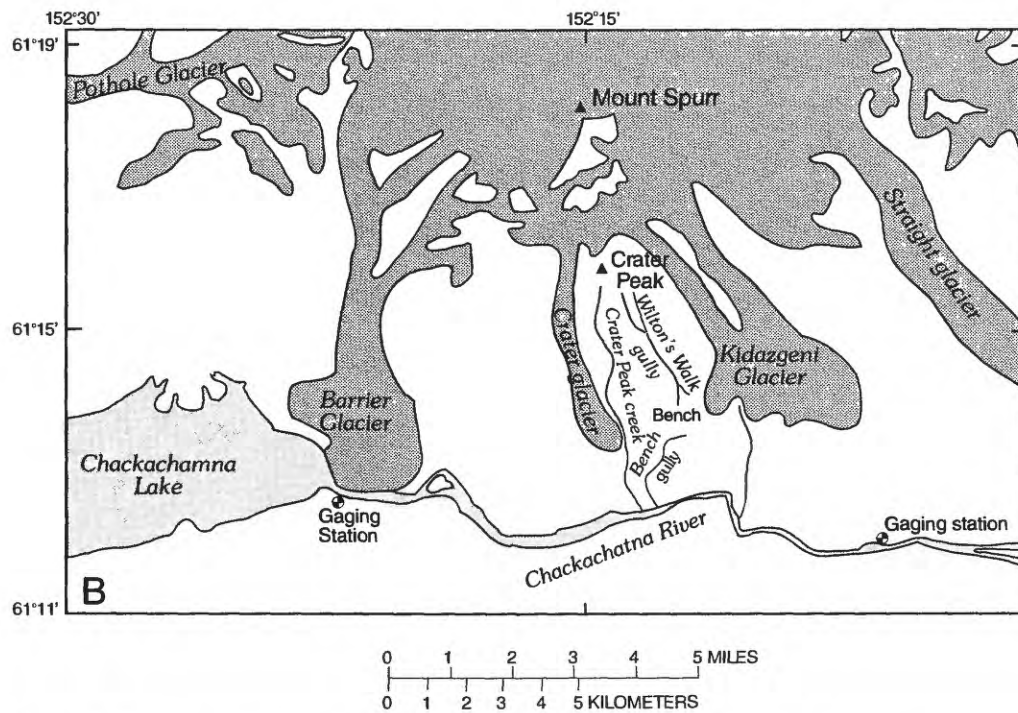 152°30'
152°15'
61°19'
Pothole Glacier
Mount Spurr
Straight glacier
Crater
Peak
61°15'
Crater glacier
Crater Peak creek
Wilton's Walk
gully
Kidazgeni
Glacier
Barrier
Glacier
Bench
Bench
gully
Chackachamna
Lake
Gaging
Station
Chackachatna River
Gaging station
B
61°11'
0 1 2 3 4 5 MILES
0 1 2 3 4 5 KILOMETERS